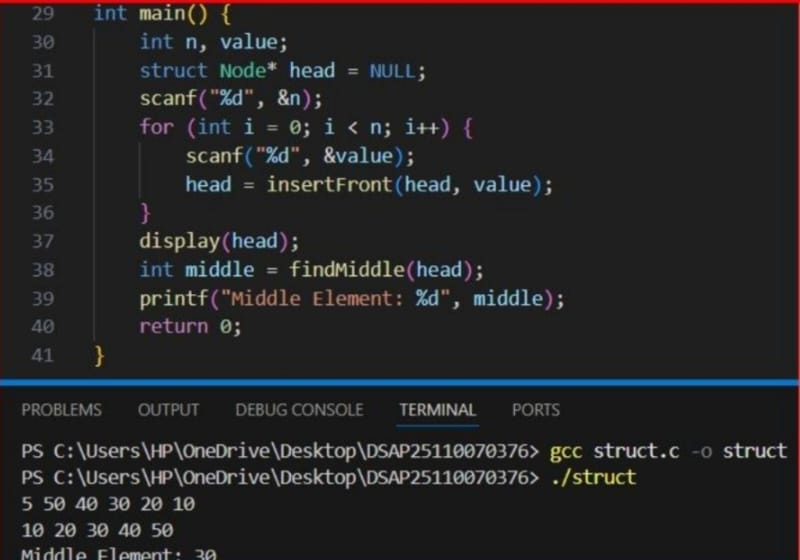 29 int main() {
30 int n, value;
31 struct Node* head = NULL;
32 scanf("%d", &n);
33 for (int i = 0; i < n; i++) {
34 scanf("%d", &value);
35 head = insertFront(head, value);
36 }
37 display(head);
38 int middle = findMiddle(head);
39 printf("Middle Element: %d", middle);
40 return 0;
41 }
PROBLEMS OUTPUT DEBUG CONSOLE TERMINAL PORTS
PS C:\Users\HP\OneDrive\Desktop\DSAP25110070376> gcc struct.c -o struct
PS C:\Users\HP\OneDrive\Desktop\DSAP25110070376> ./struct
5 50 40 30 20 10
10 20 30 40 50
Middle Element: 30